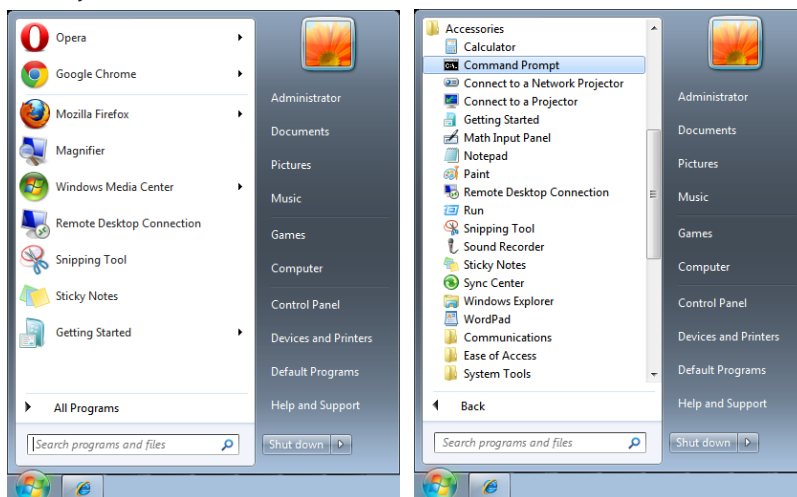 Opera
Google Chrome
Mozilla Firefox
Magnifier
Windows Media Center
Remote Desktop Connection
Snipping Tool
Sticky Notes
Getting Started
All Programs
Search programs and files
Administrator
Documents
Pictures
Music
Games
Computer
Control Panel
Devices and Printers
Default Programs
Help and Support
Shut down
Accessories
Calculator
Command Prompt
Connect to a Network Projector
Connect to a Projector
Getting Started
Math Input Panel
Notepad
Paint
Remote Desktop Connection
Run
Snipping Tool
Sound Recorder
Sticky Notes
Sync Center
Windows Explorer
WordPad
Communications
Ease of Access
System Tools
Back
Search programs and files
Administrator
Documents
Pictures
Music
Games
Computer
Control Panel
Devices and Printers
Default Programs
Help and Support
Shut down